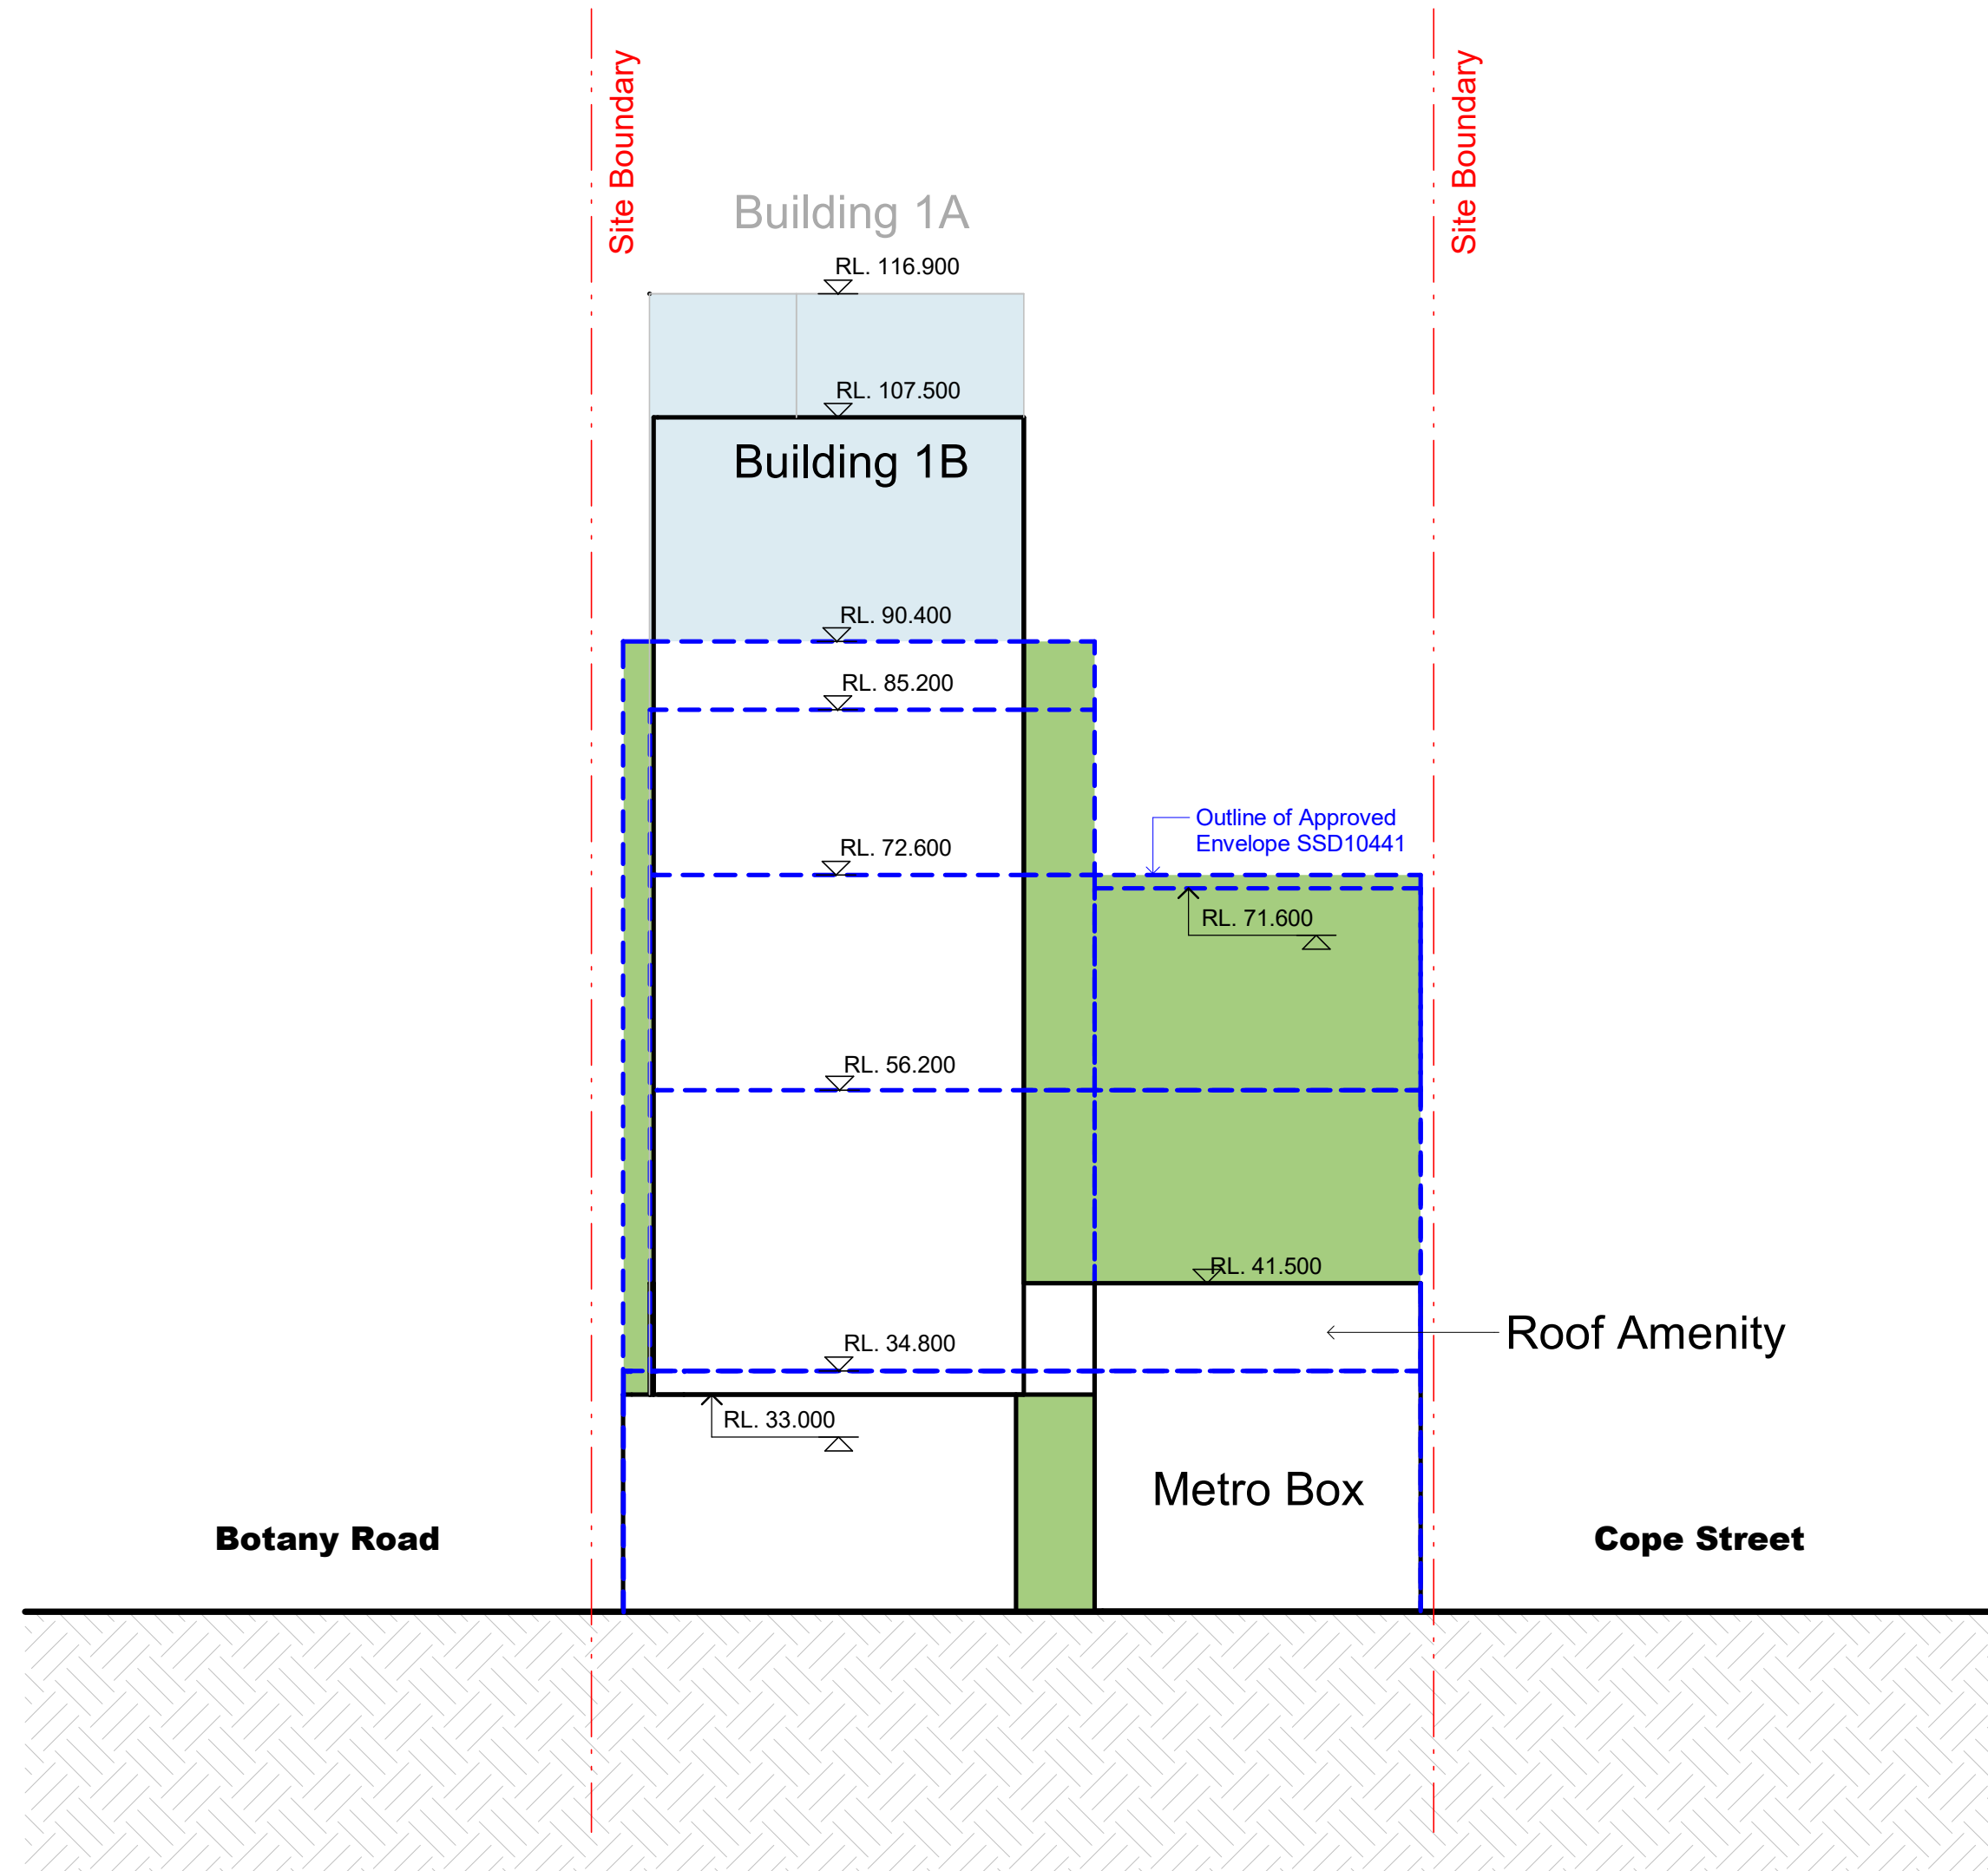 Site Boundary
Site Boundary
Building 1A
RL. 116.900
RL. 107.500
Building 1B
RL. 90.400
RL. 85.200
Outline of Approved
Envelope SSD10441
RL. 72.600
RL. 71.600
RL. 56.200
RL. 41.500
Roof Amenity
RL. 34.800
RL. 33.000
Metro Box
Botany Road
Cope Street